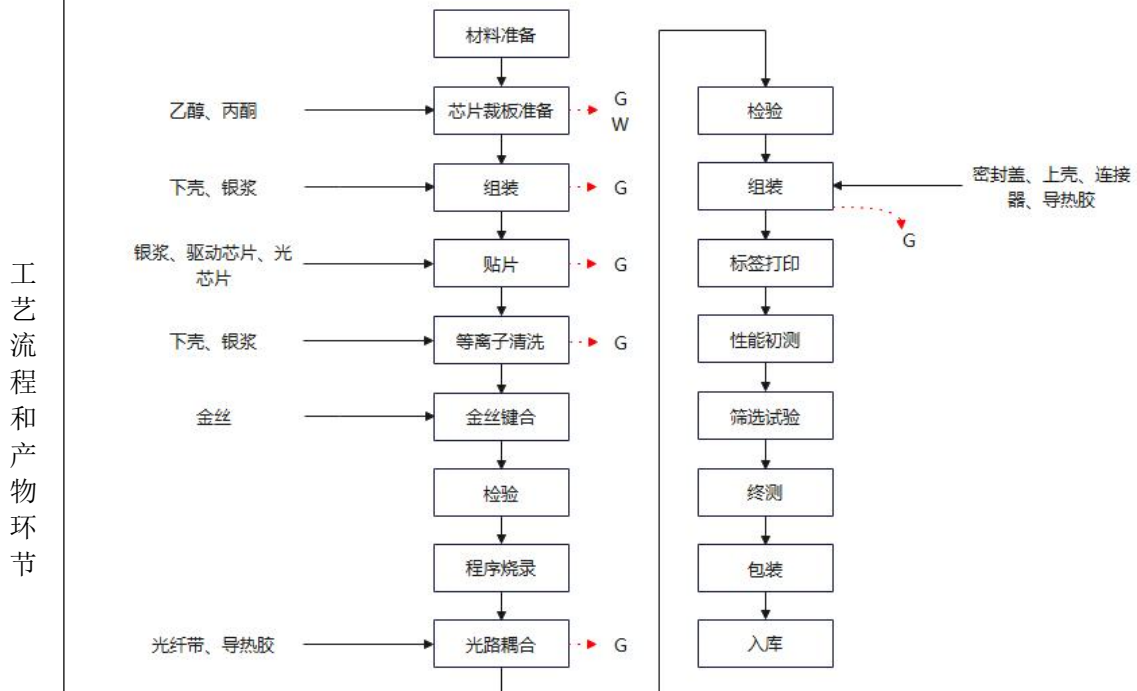 工艺流程和产物环节
材料准备
乙醇、丙酮
芯片裁板准备
G
W
下壳、银浆
组装
G
银浆、驱动芯片、光
芯片
贴片
G
下壳、银浆
等离子清洗
G
金丝
金丝键合
检验
程序烧录
光纤带、导热胶
光路耦合
G
检验
组装
密封盖、上壳、连接
器、导热胶
G
标签打印
性能初测
筛选试验
终测
包装
入库